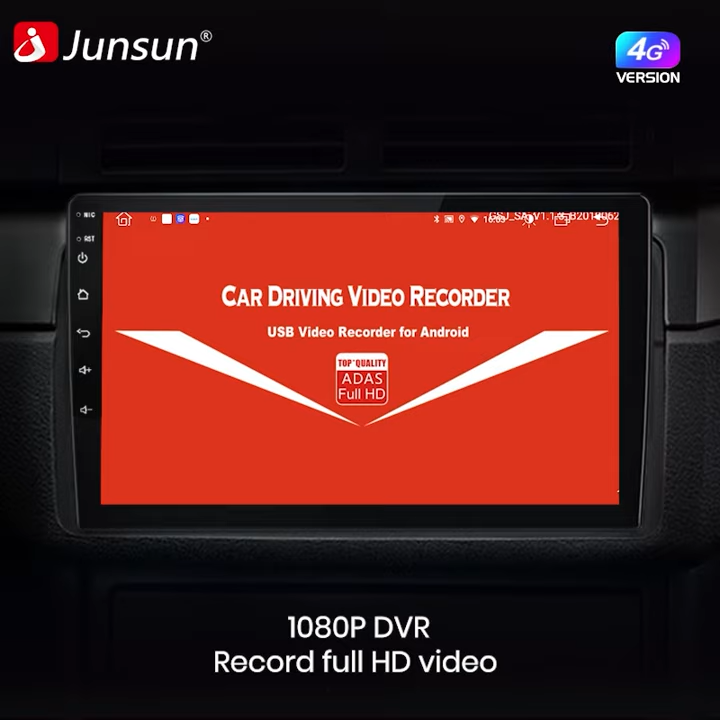 Junsun®
4G
VERSION
MIC
RST
CAR DRIVING VIDEO RECORDER
USB Video Recorder for Android
TOP QUALITY
ADAS
Full HD
1080P DVR
Record full HD video